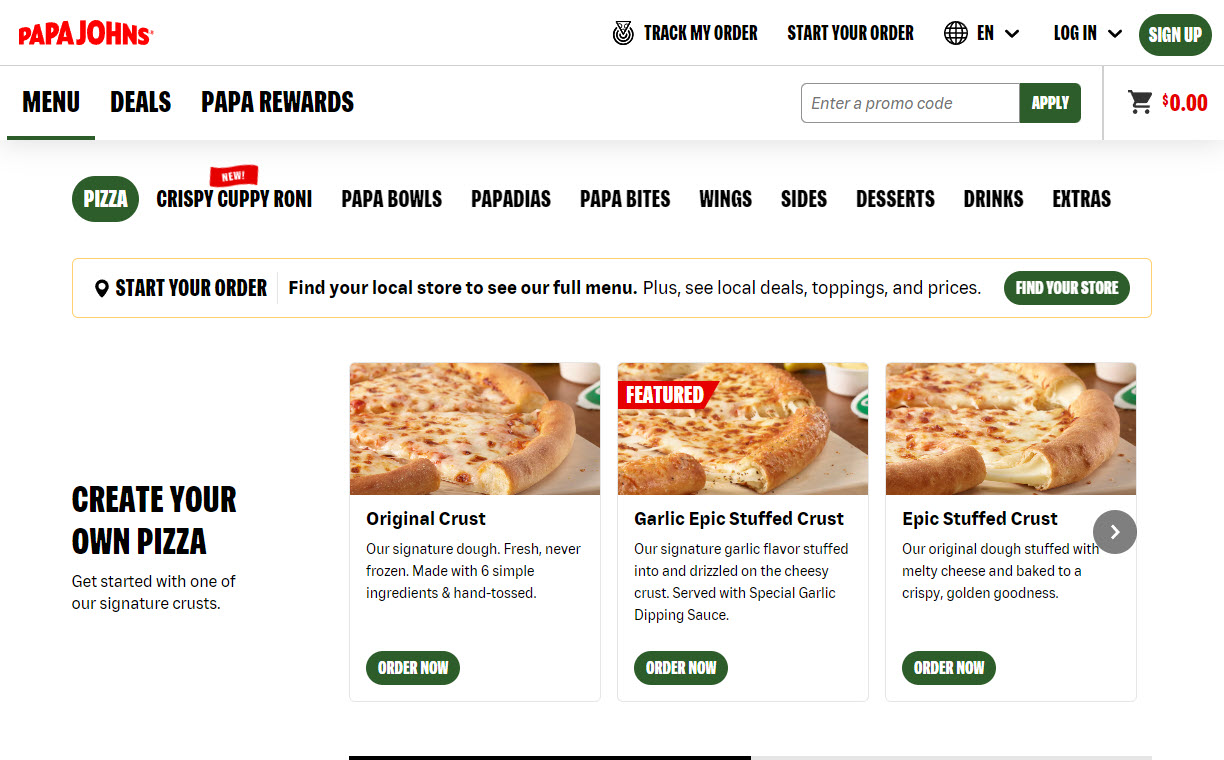 PAPA JOHNS
TRACK MY ORDER
START YOUR ORDER
EN
LOG IN
SIGN UP
MENU
DEALS
PAPA REWARDS
Enter a promo code
APPLY
$0.00
NEW!
PIZZA
CRISPY CUPPY RONI
PAPA BOWLS
PAPADIAS
PAPA BITES
WINGS
SIDES
DESSERTS
DRINKS
EXTRAS
START YOUR ORDER
Find your local store to see our full menu. Plus, see local deals, toppings, and prices.
FIND YOUR STORE
CREATE YOUR
OWN PIZZA
Get started with one of
our signature crusts.
Original Crust
Our signature dough. Fresh, never
frozen. Made with 6 simple
ingredients & hand-tossed.
ORDER NOW
FEATURED
Garlic Epic Stuffed Crust
Our signature garlic flavor stuffed
into and drizzled on the cheesy
crust. Served with Special Garlic
Dipping Sauce.
ORDER NOW
Epic Stuffed Crust
Our original dough stuffed with
melty cheese and baked to a
crispy, golden goodness.
ORDER NOW